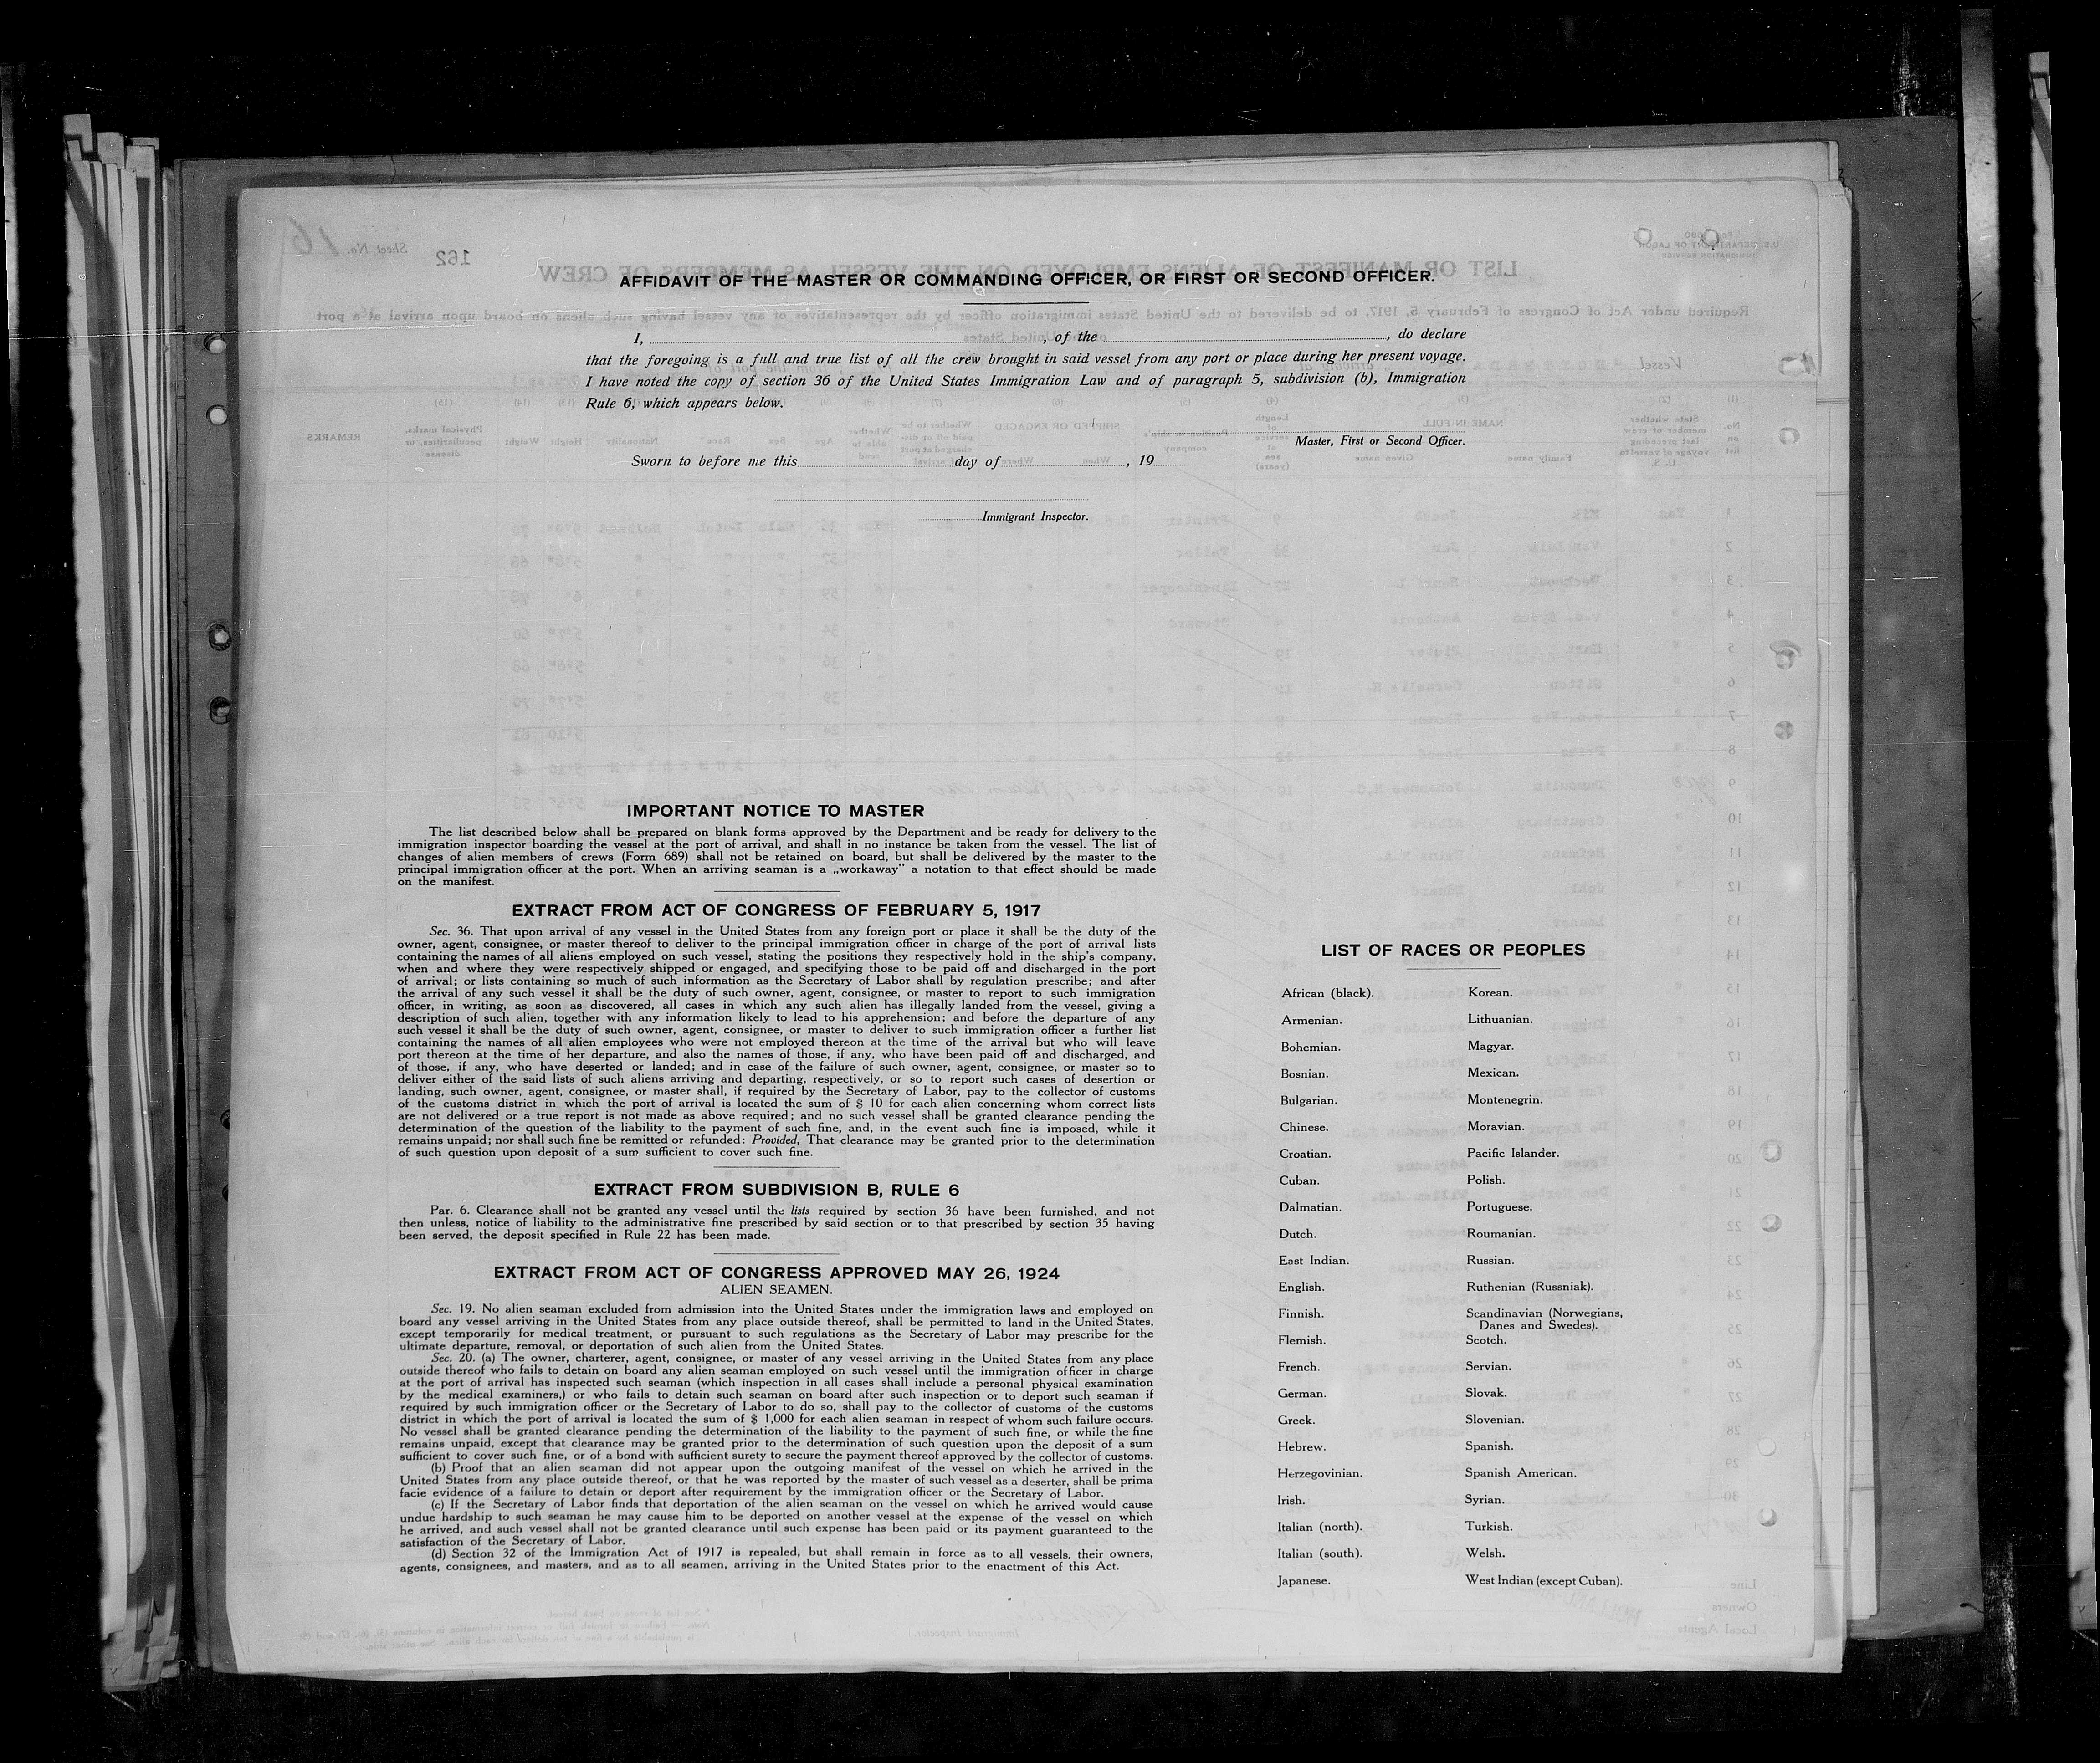 AFFIDAVIT OF THE MASTER OR COMMANDING OFFICER, OR FIRST OR SECOND OFFICER.
I, , of the , do declare
that the foregoing is a full and true list of all the crew brought in said vessel from any port or place during her present voyage.
I have noted the copy of section 36 of the United States Immigration Law and of paragraph 5, subdivision (b), Immigration
Rule 6, which appears below.
Master, First or Second Officer.
Sworn to before me this day of , 19
Immigrant Inspector.
IMPORTANT NOTICE TO MASTER
The list described below shall be prepared on blank forms approved by the Department and be ready for delivery to the
immigration inspector boarding the vessel at the port of arrival, and shall in no instance be taken from the vessel. The list of
changes of alien members of crews (Form 689) shall not be retained on board, but shall be delivered by the master to the
principal immigration officer at the port. When an arriving seaman is a „workaway" a notation to that effect should be made
on the manifest.
EXTRACT FROM ACT OF CONGRESS OF FEBRUARY 5, 1917
Sec. 36. That upon arrival of any vessel in the United States from any foreign port or place it shall be the duty of the
owner, agent, consignee, or master thereof to deliver to the principal immigration officer in charge of the port of arrival lists
containing the names of all aliens employed on such vessel, stating the positions they respectively hold in the ship's company,
when and where they were respectively shipped or engaged, and specifying those to be paid off and discharged in the port
of arrival; or lists containing so much of such information as the Secretary of Labor shall by regulation prescribe; and after
the arrival of any such vessel it shall be the duty of such owner, agent, consignee, or master to report to such immigration
officer, in writing, as soon as discovered, all cases in which any such alien has illegally landed from the vessel, giving a
description of such alien, together with any information likely to lead to his apprehension; and before the departure of any
such vessel it shall be the duty of such owner, agent, consignee, or master to deliver to such immigration officer a further list
containing the names of all alien employees who were not employed thereon at the time of the arrival but who will leave
port thereon at the time of her departure, and also the names of those, if any, who have been paid off and discharged, and
of those, if any, who have deserted or landed; and in case of the failure of such owner, agent, consignee, or master so to
deliver either of the said lists of such aliens arriving and departing, respectively, or so to report such cases of desertion or
landing, such owner, agent, consignee, or master shall, if required by the Secretary of Labor, pay to the collector of customs
of the customs district in which the port of arrival is located the sum of $ 10 for each alien concerning whom correct lists
are not delivered or a true report is not made as above required; and no such vessel shall be granted clearance pending the
determination of the question of the liability to the payment of such fine, and, in the event such fine is imposed, while it
remains unpaid; nor shall such fine be remitted or refunded: Provided, That clearance may be granted prior to the determination
of such question upon deposit of a sum sufficient to cover such fine.
EXTRACT FROM SUBDIVISION B, RULE 6
Par. 6. Clearance shall not be granted any vessel until the lists required by section 36 have been furnished, and not
then unless, notice of liability to the administrative fine prescribed by said section or to that prescribed by section 35 having
been served, the deposit specified in Rule 22 has been made.
EXTRACT FROM ACT OF CONGRESS APPROVED MAY 26, 1924
ALIEN SEAMEN.
Sec. 19. No alien seaman excluded from admission into the United States under the immigration laws and employed on
board any vessel arriving in the United States from any place outside thereof, shall be permitted to land in the United States,
except temporarily for medical treatment, or pursuant to such regulations as the Secretary of Labor may prescribe for the
ultimate departure, removal, or deportation of such alien from the United States.
Sec. 20. (a) The owner, charterer, agent, consignee, or master of any vessel arriving in the United States from any place
outside thereof who fails to detain on board any alien seaman employed on such vessel until the immigration officer in charge
at the port of arrival has inspected such seaman (which inspection in all cases shall include a personal physical examination
by the medical examiners,) or who fails to detain such seaman on board after such inspection or to deport such seaman if
required by such immigration officer or the Secretary of Labor to do so, shall pay to the collector of customs of the customs
district in which the port of arrival is located the sum of $ 1,000 for each alien seaman in respect of whom such failure occurs.
No vessel shall be granted clearance pending the determination of the liability to the payment of such fine, or while the fine
remains unpaid, except that clearance may be granted prior to the determination of such question upon the deposit of a sum
sufficient to cover such fine, or of a bond with sufficient surety to secure the payment thereof approved by the collector of customs.
(b) Proof that an alien seaman did not appear upon the outgoing manifest of the vessel on which he arrived in the
United States from any place outside thereof, or that he was reported by the master of such vessel as a deserter, shall be prima
facie evidence of a failure to detain or deport after requirement by the immigration officer or the Secretary of Labor.
(c) If the Secretary of Labor finds that deportation of the alien seaman on the vessel on which he arrived would cause
undue hardship to such seaman he may cause him to be deported on another vessel at the expense of the vessel on which
he arrived, and such vessel shall not be granted clearance until such expense has been paid or its payment guaranteed to the
satisfaction of the Secretary of Labor.
(d) Section 32 of the Immigration Act of 1917 is repealed, but shall remain in force as to all vessels, their owners,
agents, consignees, and masters, and as to all seamen, arriving in the United States prior to the enactment of this Act.
LIST OF RACES OR PEOPLES
African (black).
Armenian.
Bohemian.
Bosnian.
Bulgarian.
Chinese.
Croatian.
Cuban.
Dalmatian.
Dutch.
East Indian.
English.
Finnish.
Flemish.
French.
German.
Greek.
Hebrew.
Herzegovinian.
Irish.
Italian (north).
Italian (south).
Japanese.
Korean.
Lithuanian.
Magyar.
Mexican.
Montenegrin.
Moravian.
Pacific Islander.
Polish.
Portuguese.
Roumanian.
Russian.
Ruthenian (Russniak).
Scandinavian (Norwegians,
Danes and Swedes).
Scotch.
Servian.
Slovak.
Slovenian.
Spanish.
Spanish American.
Syrian.
Turkish.
Welsh.
West Indian (except Cuban).